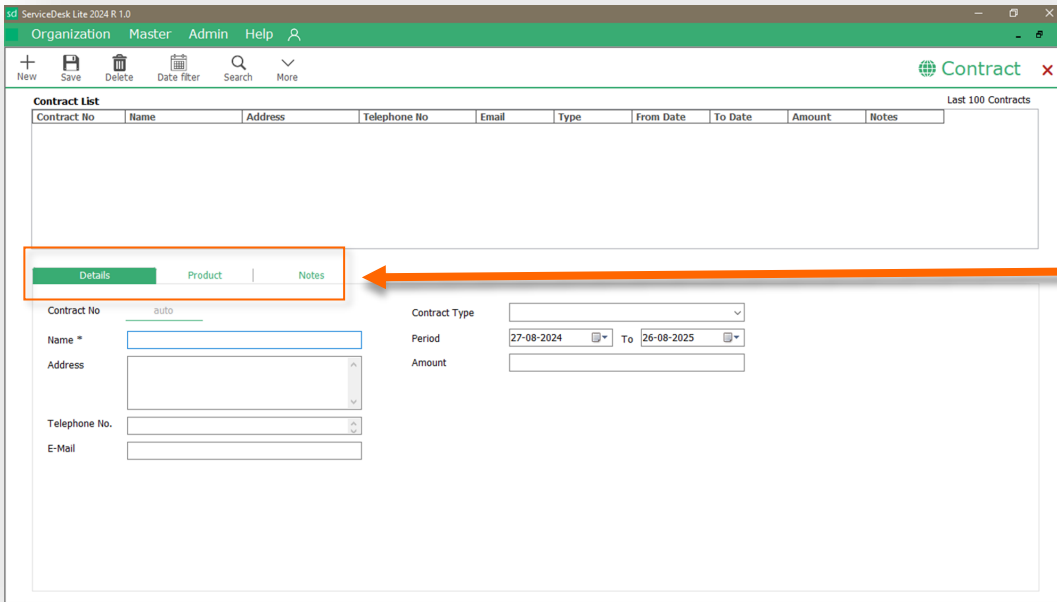 sd ServiceDesk Lite 2024 R 1.0
Organization Master Admin Help
New Save Delete Date filter Search More
Contract
Contract List Last 100 Contracts
Contract No Name Address Telephone No Email Type From Date To Date Amount Notes
Details Product Notes
Contract No auto Contract Type
Name * Period 27-08-2024 To 26-08-2025
Address Amount
Telephone No.
E-Mail